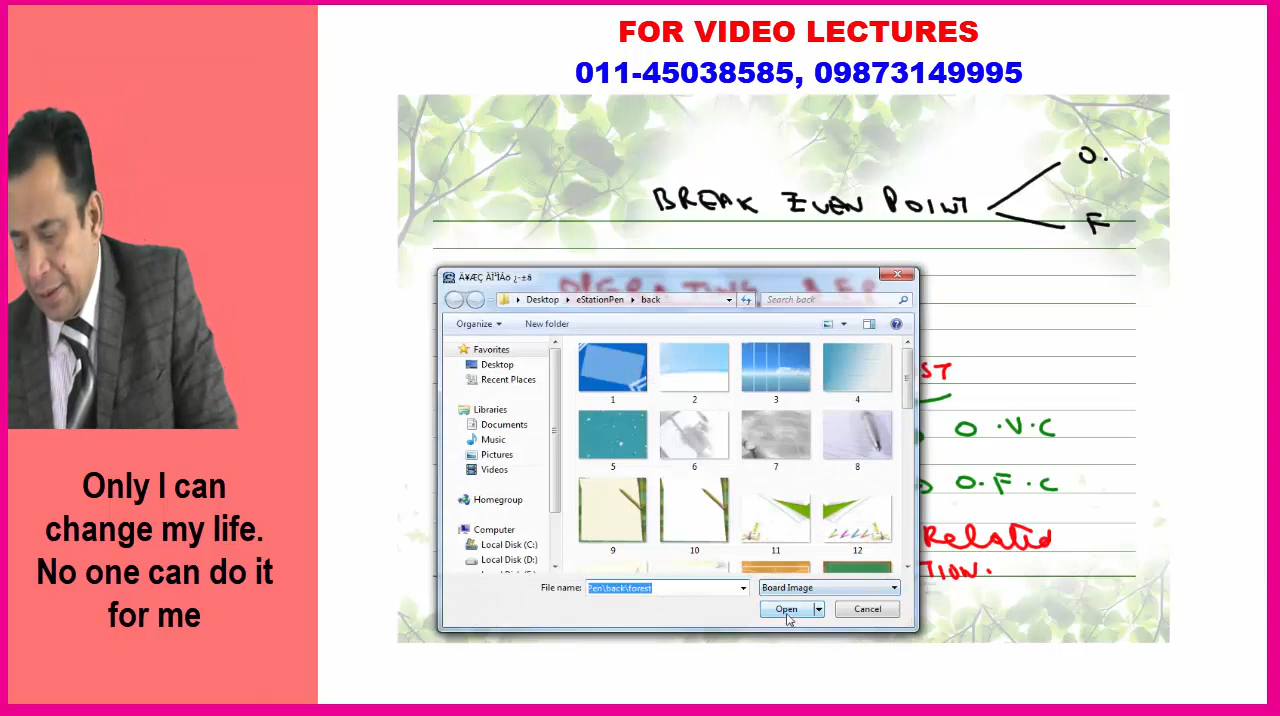 FOR VIDEO LECTURES
011-45038585, 09873149995
BREAK EVEN POINT
O.
F
OPERATING BEP
ST
O.V.C
O.F.C
Related
TION.
Desktop
eStationPen
back
Search back
Organize
New folder
Favorites
Desktop
Recent Places
Libraries
Documents
Music
Pictures
Videos
Homegroup
Computer
Local Disk (C:)
Local Disk (D:)
1 2 3 4
5 6 7 8
9 10 11 12
File name: Pen\back\forest
Board Image
Open Cancel
Only I can
change my life.
No one can do it
for me